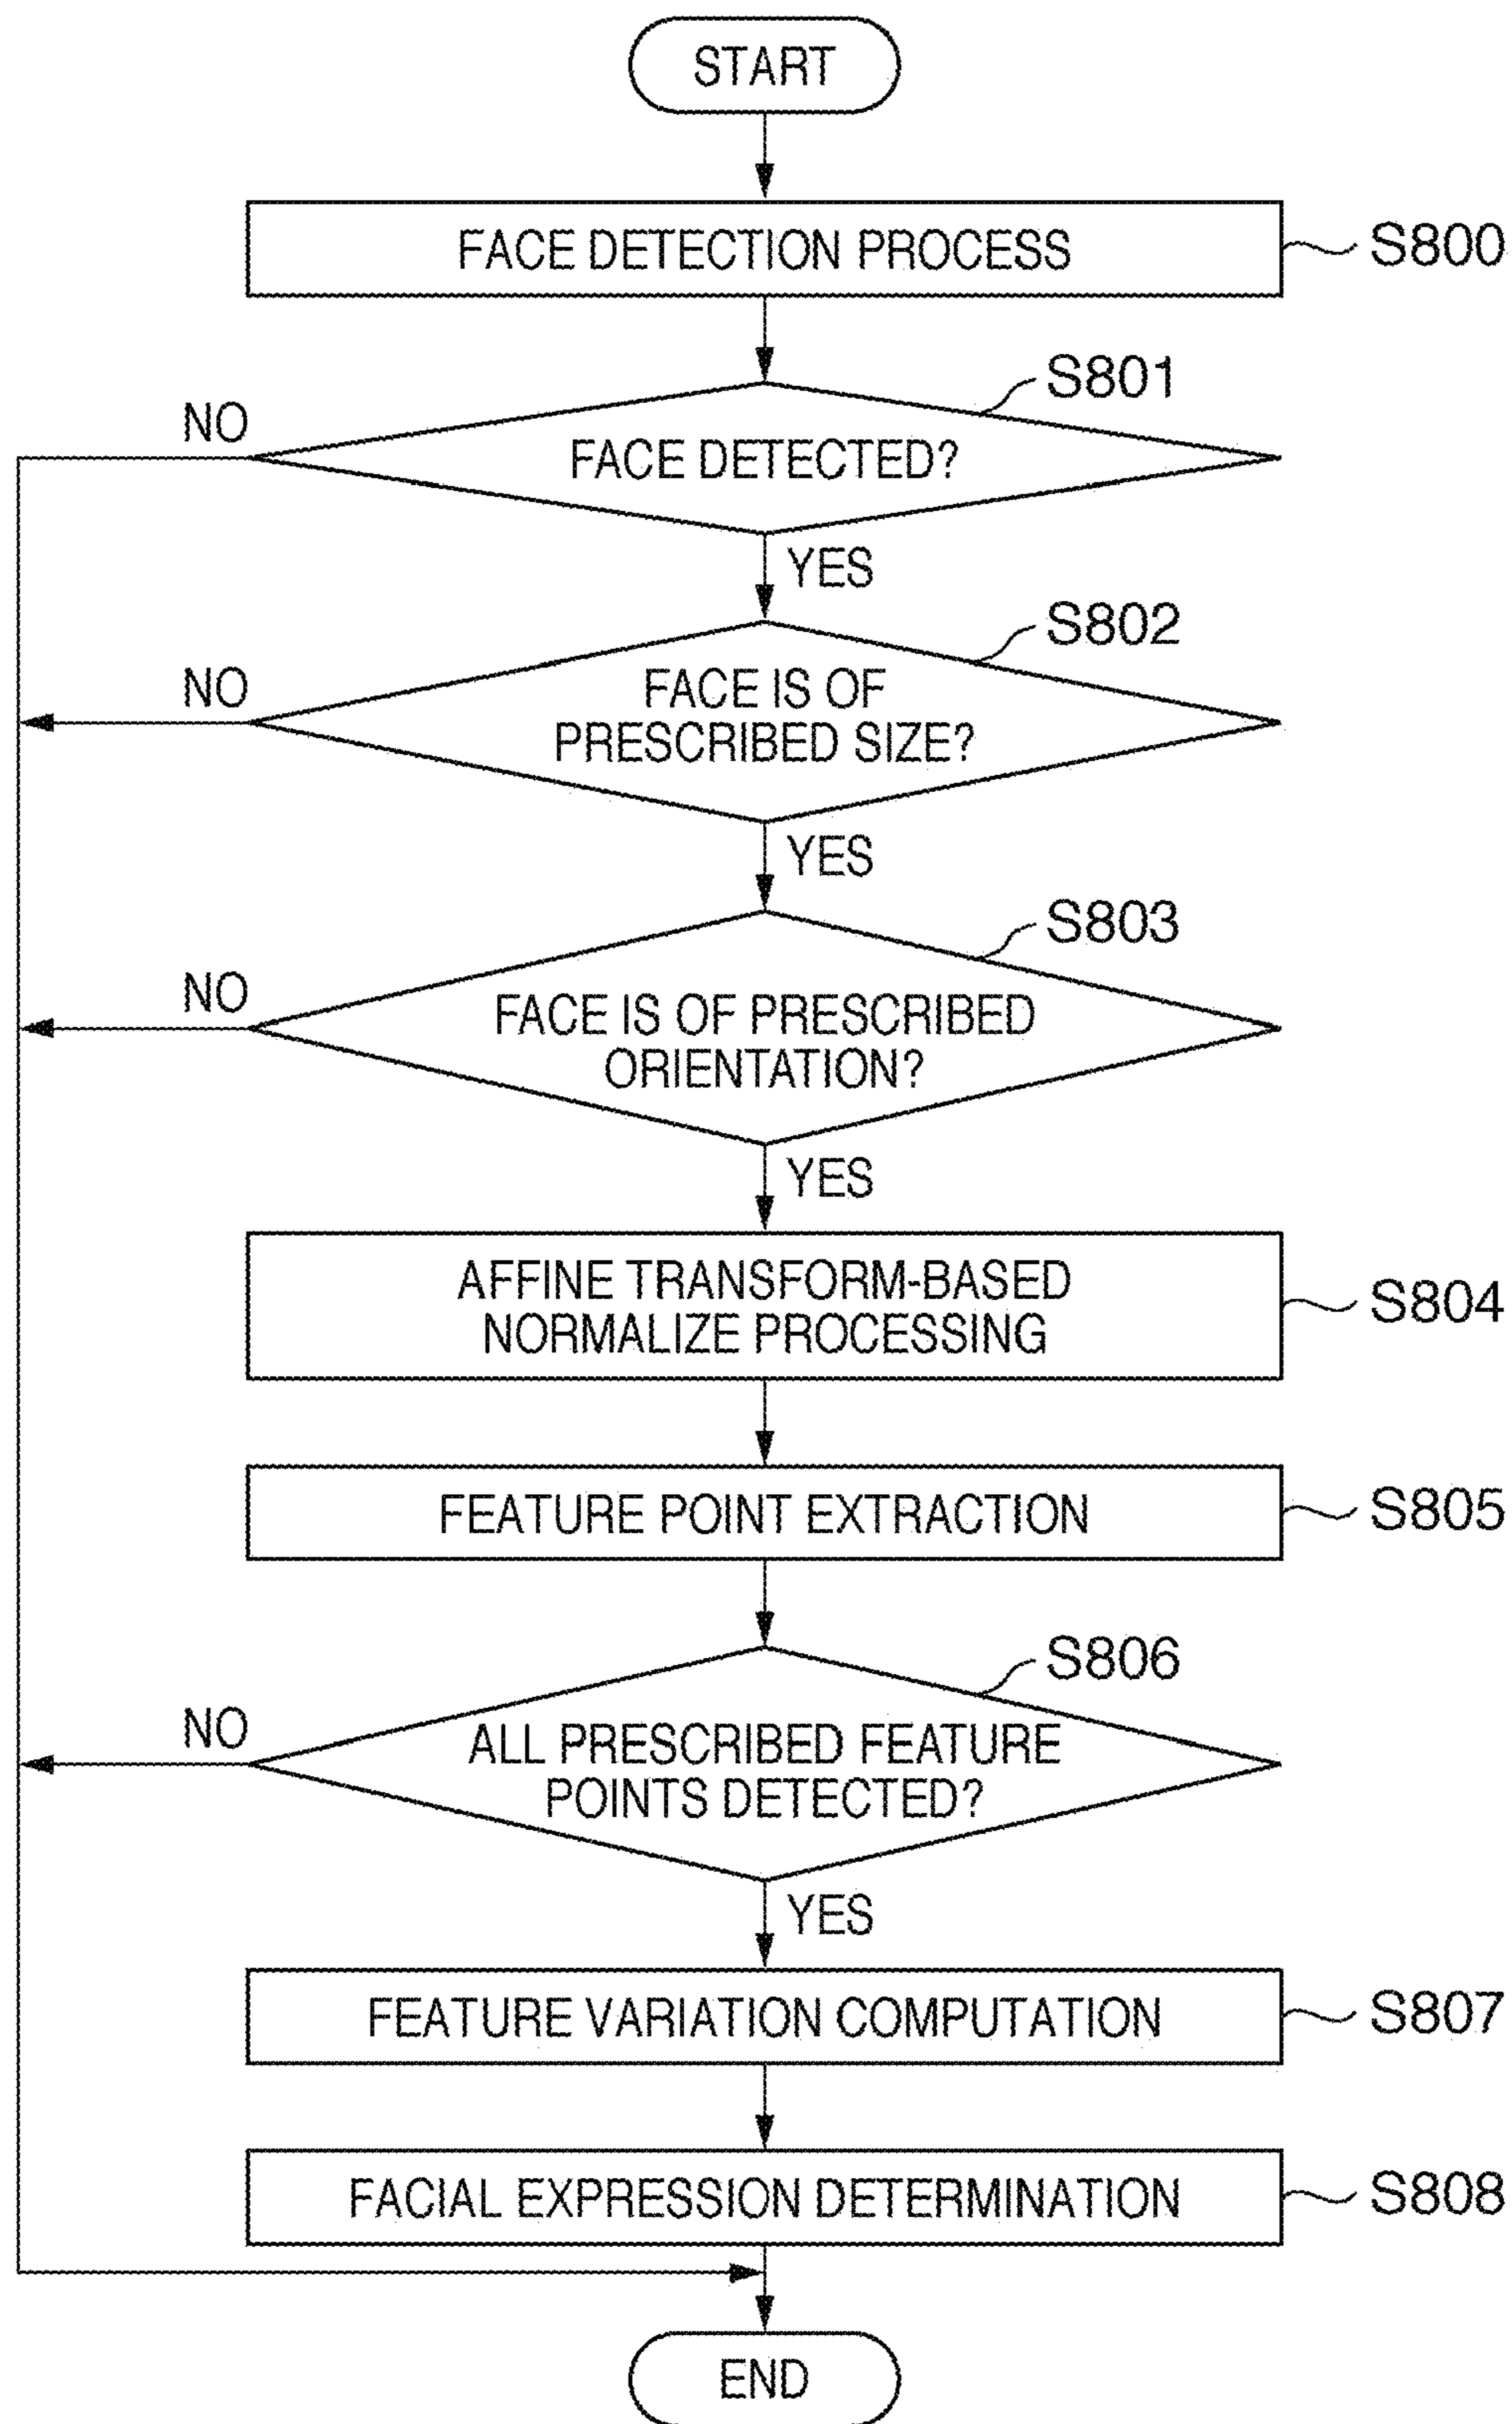 START
FACE DETECTION PROCESS
S800
S801
NO
FACE DETECTED?
YES
S802
NO
FACE IS OF
PRESCRIBED SIZE?
YES
S803
NO
FACE IS OF PRESCRIBED
ORIENTATION?
YES
AFFINE TRANSFORM-BASED
NORMALIZE PROCESSING
S804
FEATURE POINT EXTRACTION
S805
S806
NO
ALL PRESCRIBED FEATURE
POINTS DETECTED?
YES
FEATURE VARIATION COMPUTATION
S807
FACIAL EXPRESSION DETERMINATION
S808
END